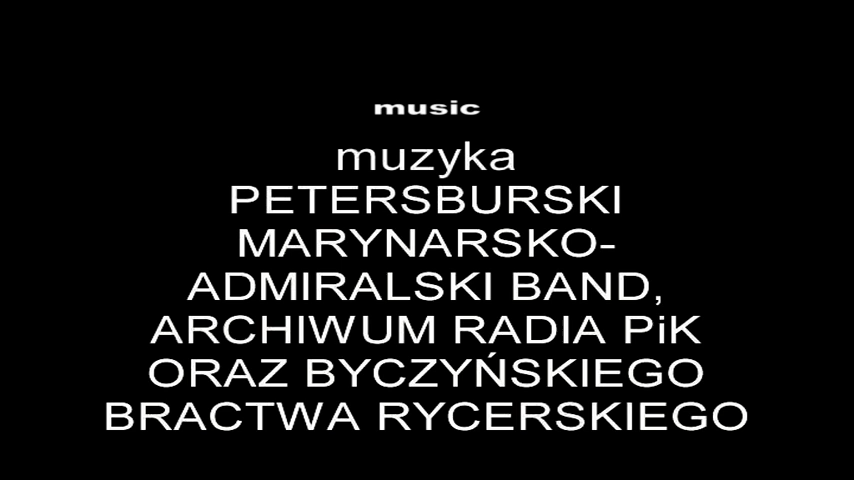 music
muzyka
PETERSBURSKI
MARYNARSKO-
ADMIRALSKI BAND,
ARCHIWUM RADIA PiK
ORAZ BYCZYŃSKIEGO
BRACTWA RYCERSKIEGO